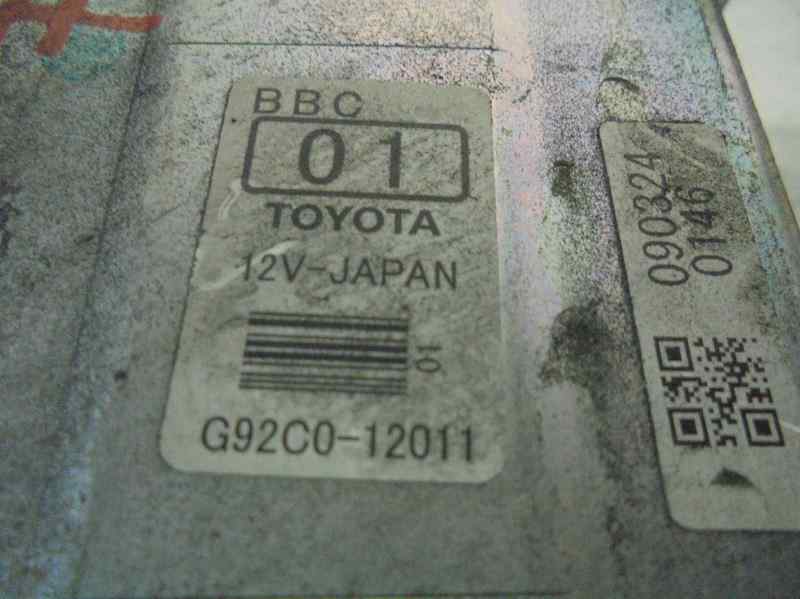 BBC
01
TOYOTA
12V-JAPAN
01
G92C0-12011
090324
0146